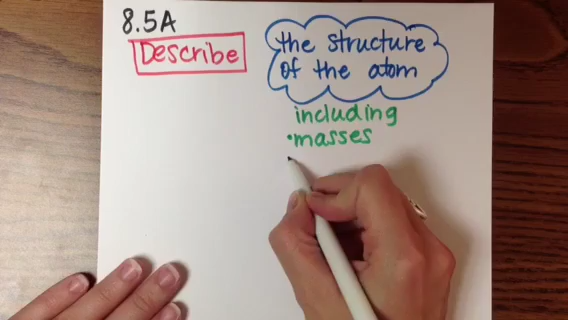 8.5A
Describe
the structure
of the atom
including
• masses